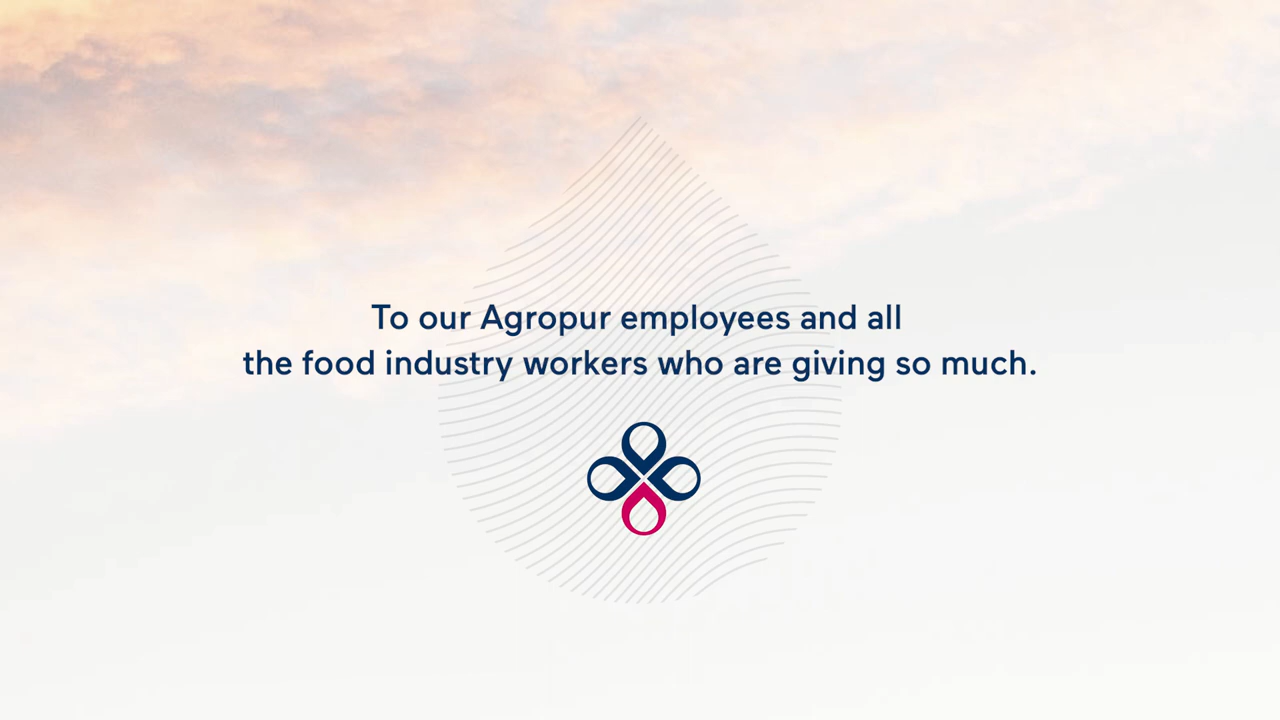 To our Agropur employees and all
the food industry workers who are giving so much.